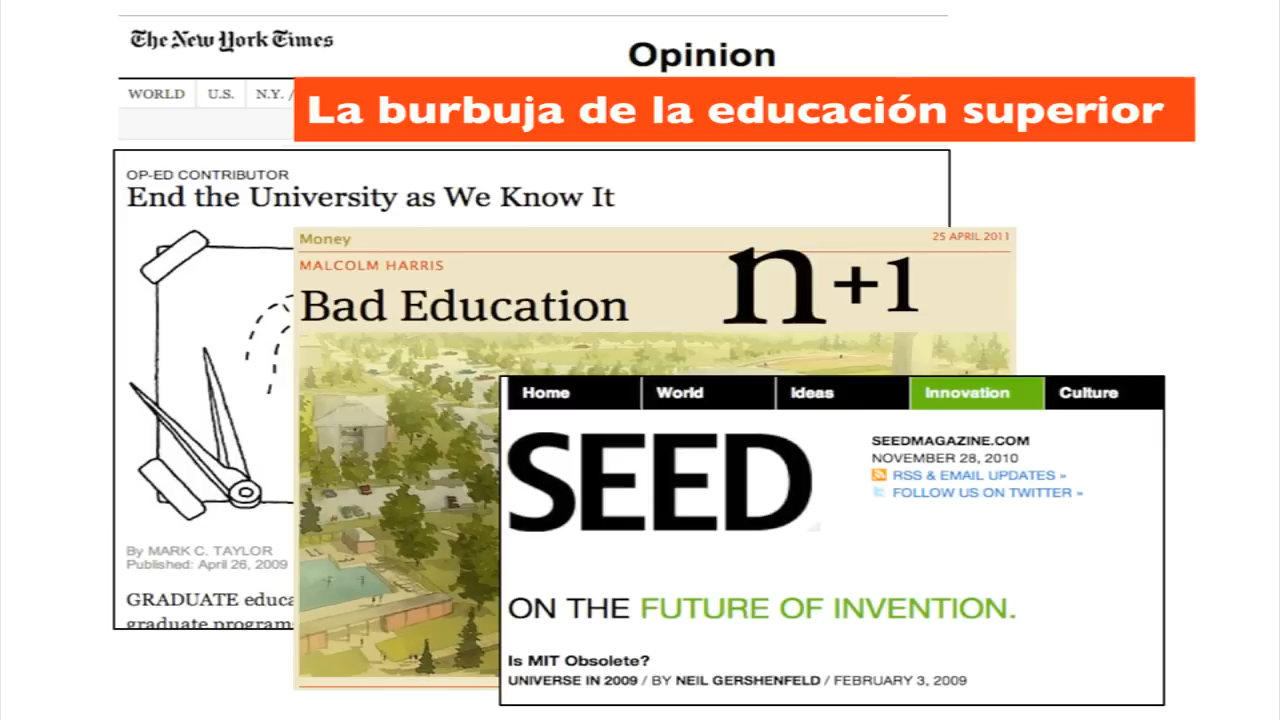 The New York Times
Opinion
WORLD U.S. N.Y. /
La burbuja de la educación superior
OP-ED CONTRIBUTOR
End the University as We Know It
Money
25 APRIL 2011
MALCOLM HARRIS
n+1
Bad Education
Home World Ideas Innovation Culture
SEED
SEEDMAGAZINE.COM
NOVEMBER 28, 2010
RSS & EMAIL UPDATES »
FOLLOW US ON TWITTER »
By MARK C. TAYLOR
Published: April 26, 2009
GRADUATE educa
graduate program
ON THE FUTURE OF INVENTION.
Is MIT Obsolete?
UNIVERSE IN 2009 / BY NEIL GERSHENFELD / FEBRUARY 3, 2009